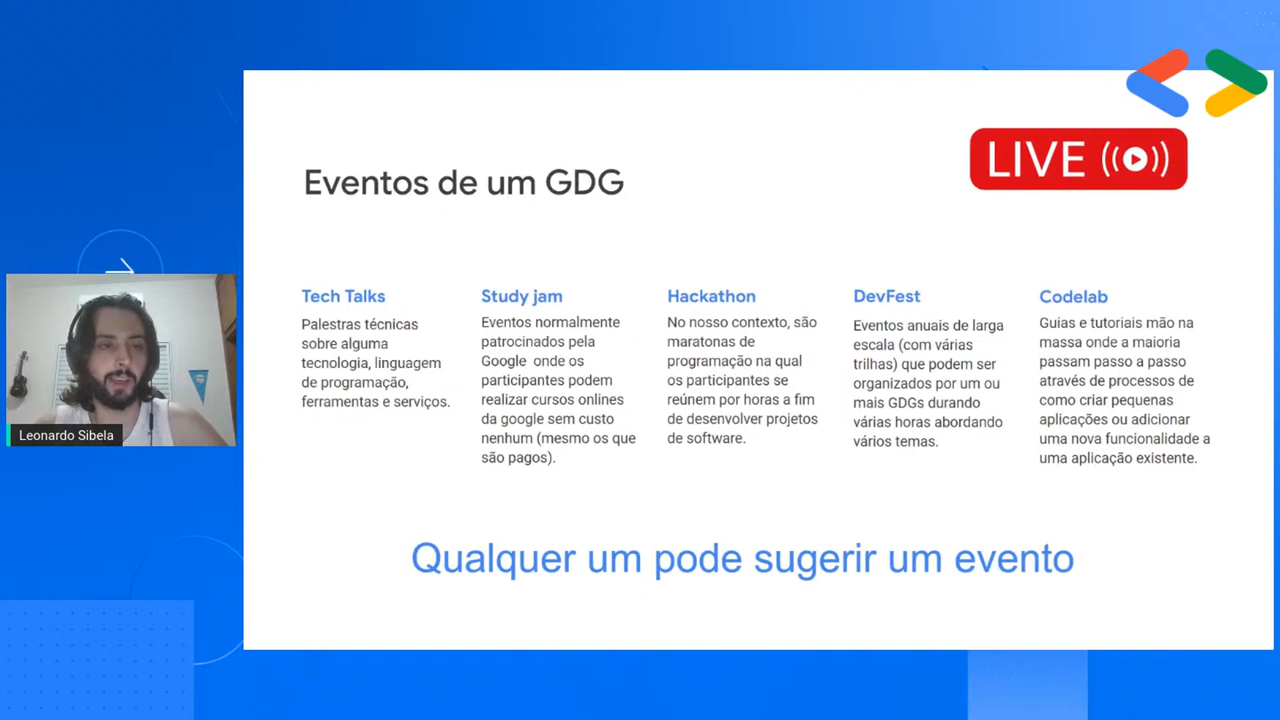 LIVE
Eventos de um GDG
Tech Talks
Palestras técnicas
sobre alguma
tecnologia, linguagem
de programação,
ferramentas e serviços.
Study jam
Eventos normalmente
patrocinados pela
Google onde os
participantes podem
realizar cursos onlines
da google sem custo
nenhum (mesmo os que
são pagos).
Hackathon
No nosso contexto, são
maratonas de
programação na qual
os participantes se
reúnem por horas a fim
de desenvolver projetos
de software.
DevFest
Eventos anuais de larga
escala (com várias
trilhas) que podem ser
organizados por um ou
mais GDGs durando
várias horas abordando
vários temas.
Codelab
Guias e tutoriais mão na
massa onde a maioria
passam passo a passo
através de processos de
como criar pequenas
aplicações ou adicionar
uma nova funcionalidade a
uma aplicação existente.
Leonardo Sibela
Qualquer um pode sugerir um evento